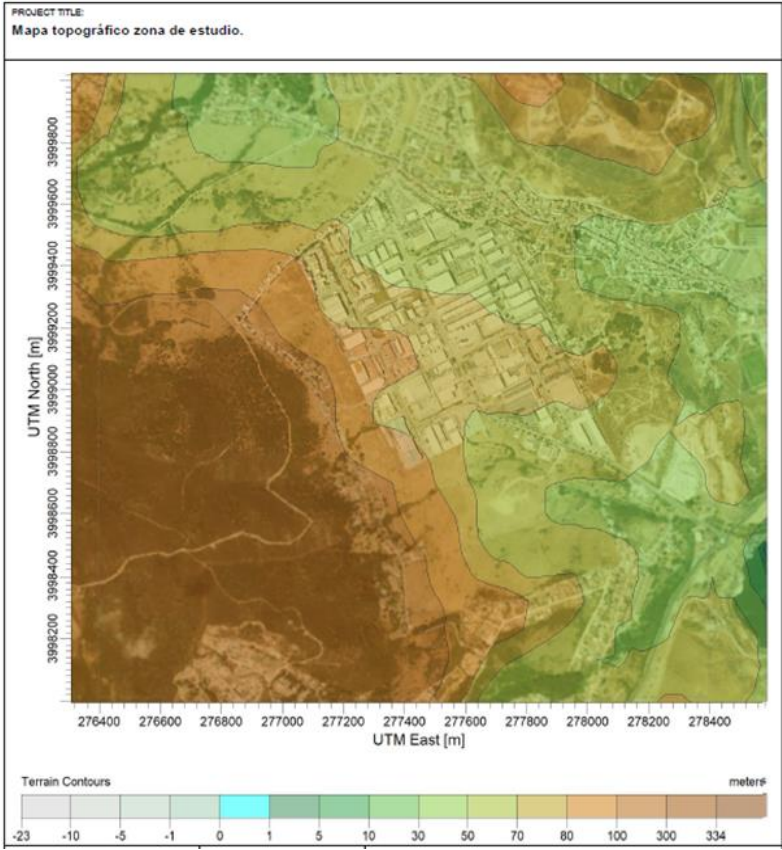 PROJECT TITLE:
Mapa topográfico zona de estudio.
UTM North [m]
3999800
3999600
3999400
3999200
3999000
3998800
3998600
3998400
3998200
276400 276600 276800 277000 277200 277400 277600 277800 278000 278200 278400
UTM East [m]
Terrain Contours meters
-23 -10 -5 -1 0 1 5 10 30 50 70 80 100 300 334